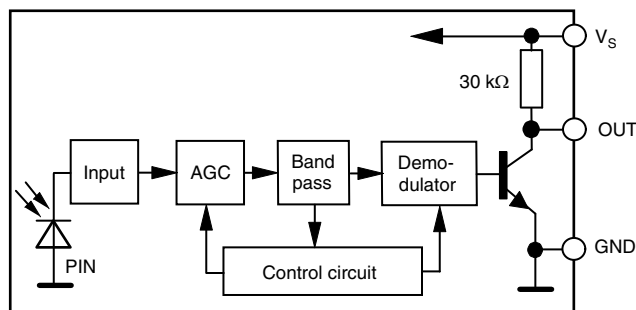 V_S
30 kΩ
OUT
Input
AGC
Band
pass
Demo-
dulator
GND
PIN
Control circuit